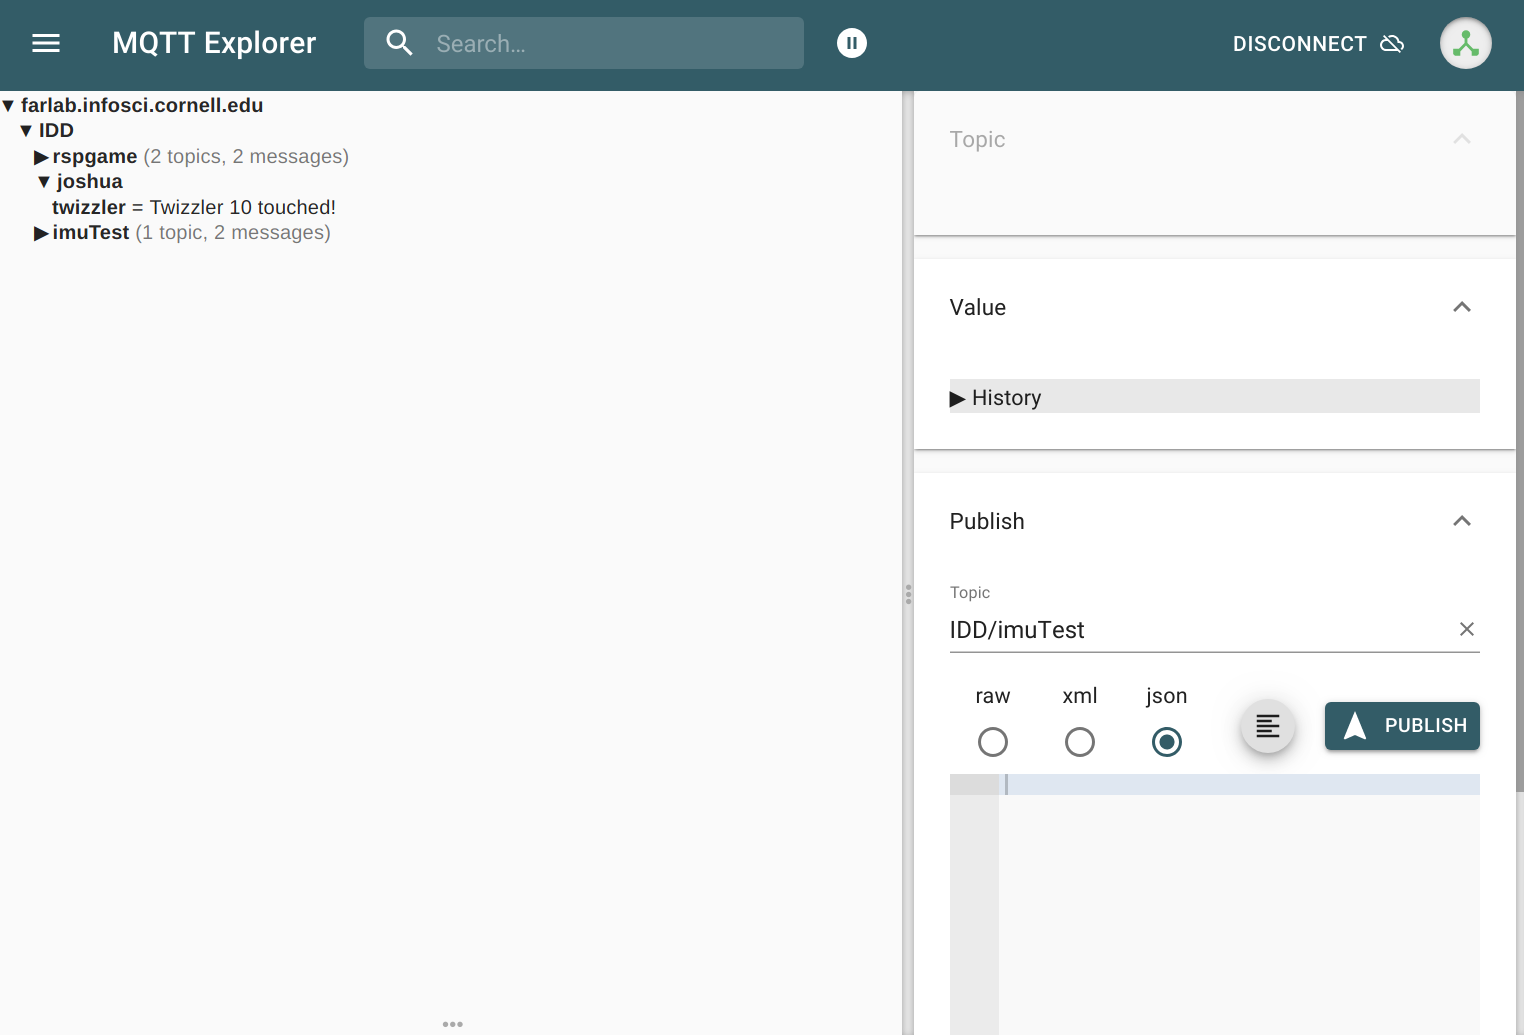 MQTT Explorer
Search...
DISCONNECT
farlab.infosci.cornell.edu
IDD
rspgame (2 topics, 2 messages)
joshua
twizzler = Twizzler 10 touched!
imuTest (1 topic, 2 messages)
Topic
Value
History
Publish
Topic
IDD/imuTest
raw xml json
PUBLISH